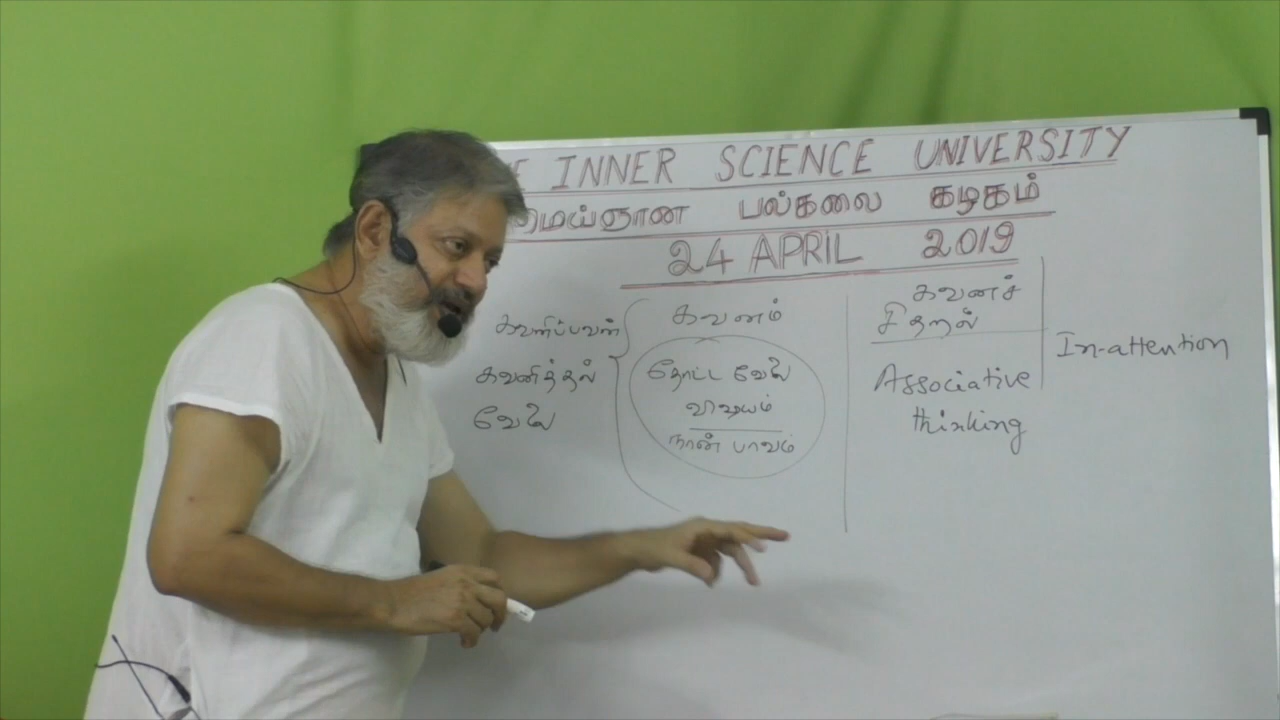 INNER SCIENCE UNIVERSITY
மெய்ஞான பல்கலை கழகம்
24 APRIL 2019
கவனிப்பவன்
கவனித்தல்
வேலை
கவனம்
தோட்ட வேலை
விஷயம்
நான் பாவம்
கவனச்
சிதறல்
Associative
thinking
In-attention